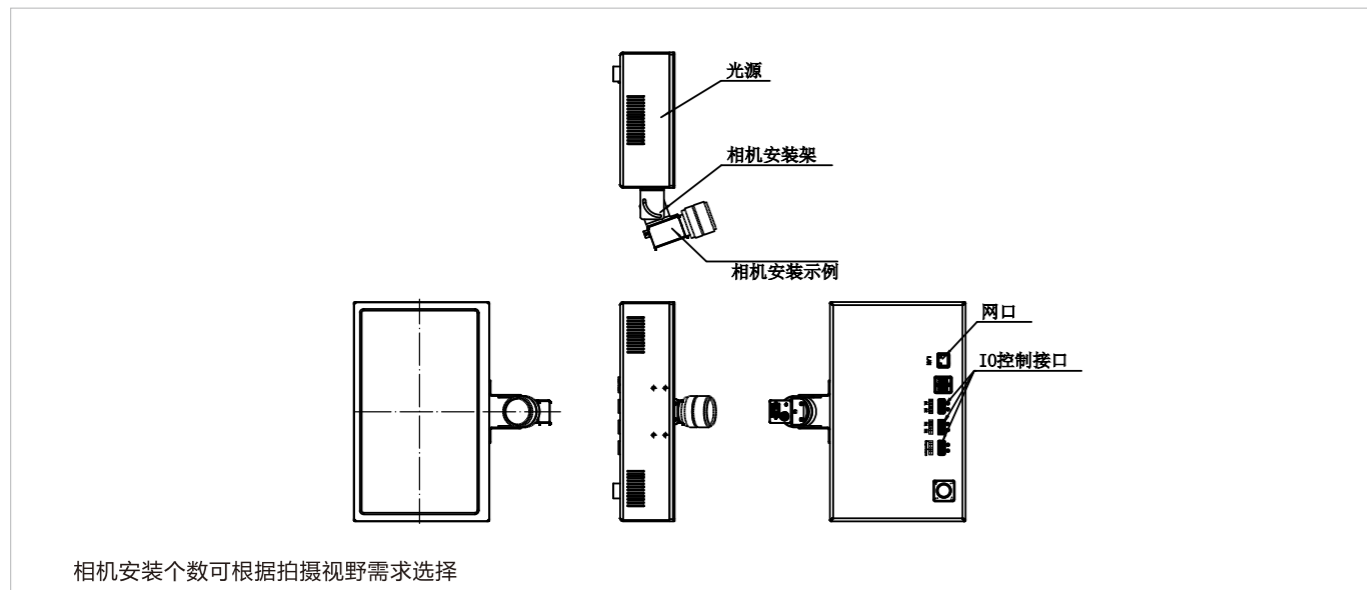 光源
相机安装架
相机安装示例
网口
IO控制接口
相机安装个数可根据拍摄视野需求选择